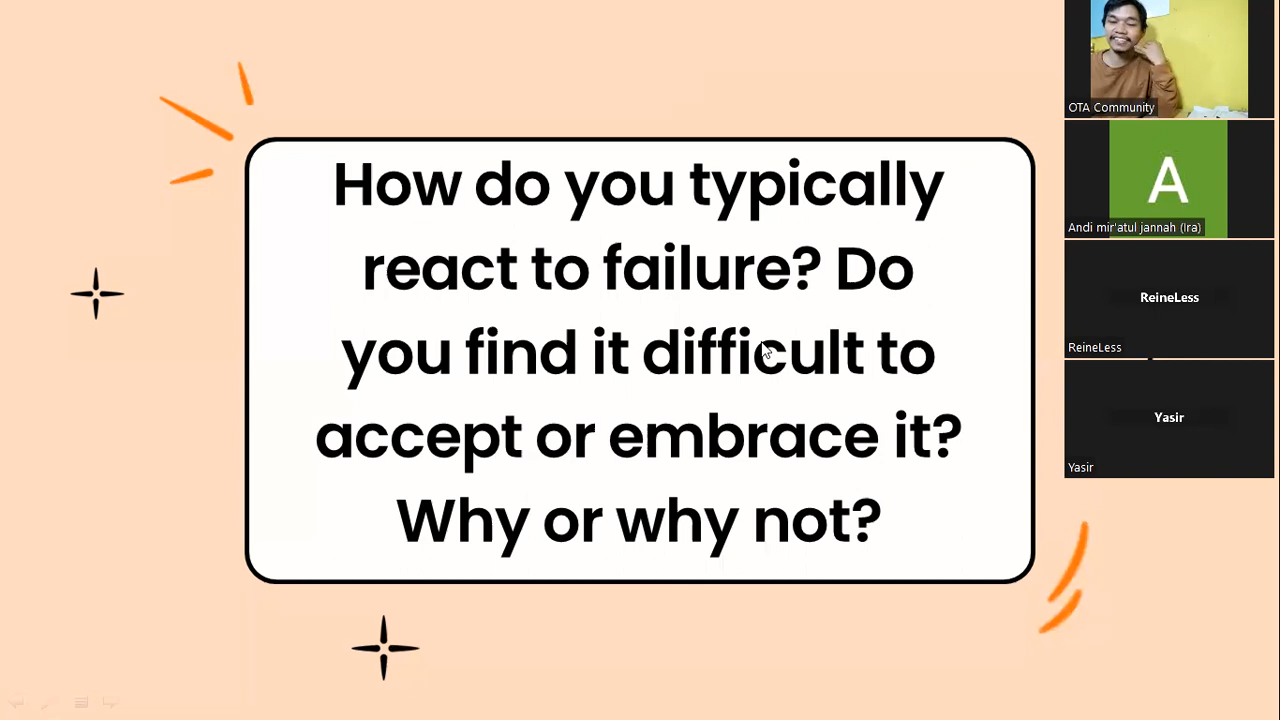 How do you typically
react to failure? Do
you find it difficult to
accept or embrace it?
Why or why not?
OTA Community
A
Andi mir'atul jannah (Ira)
ReineLess
ReineLess
Yasir
Yasir